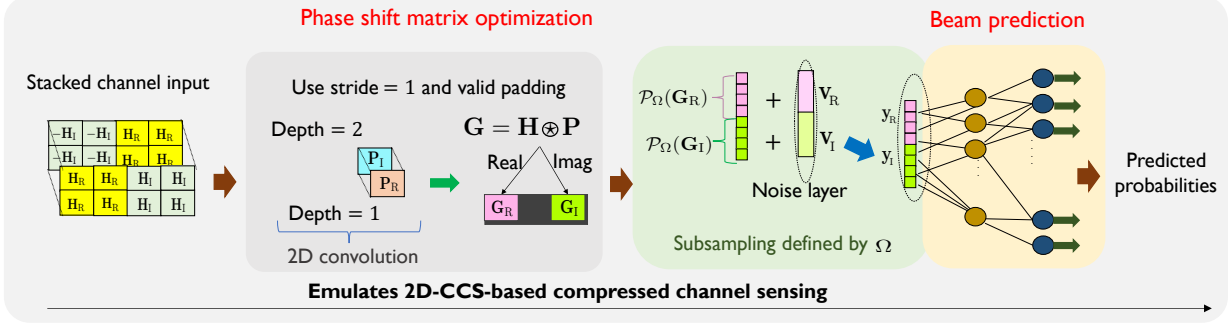 Phase shift matrix optimization
Beam prediction
Stacked channel input
−H_I −H_I H_R H_R
−H_I −H_I H_R H_R
H_R H_R H_I H_I
H_R H_R H_I H_I
Use stride = 1 and valid padding
Depth = 2
P_I
P_R
Depth = 1
2D convolution
G = H ⊛ P
Real Imag
G_R G_I
P_Ω(G_R) + V_R
P_Ω(G_I) + V_I
Noise layer
Subsampling defined by Ω
y_R
y_I
Predicted
probabilities
Emulates 2D-CCS-based compressed channel sensing